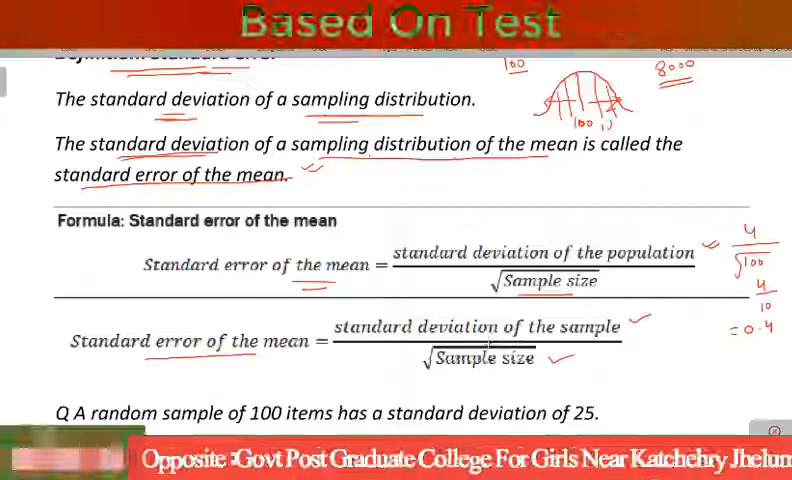 Based On Test
Definition: Standard error
100
8000
The standard deviation of a sampling distribution.
100
The standard deviation of a sampling distribution of the mean is called the
standard error of the mean.
Formula: Standard error of the mean
Standard error of the mean = standard deviation of the population
√Sample size
4
√100
4
10
= 0.4
Standard error of the mean = standard deviation of the sample
√Sample size
Q A random sample of 100 items has a standard deviation of 25.
Opposite : Govt Post Graduate College For Girls Near Katchehry Jhelum